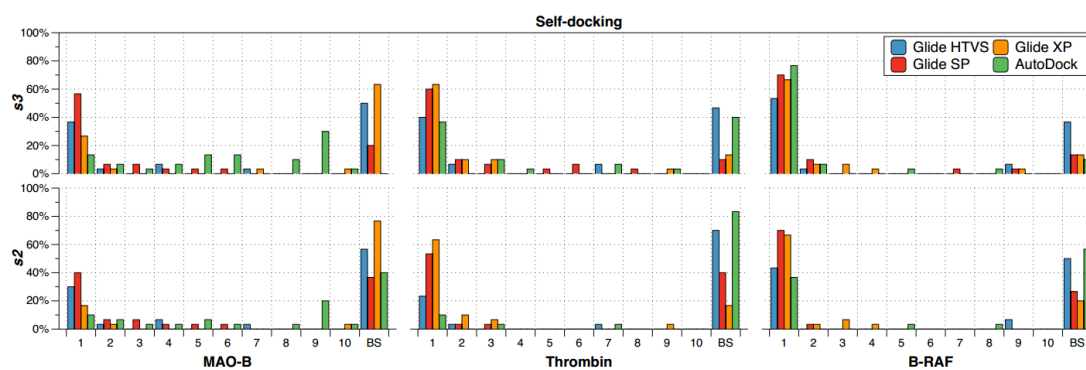 Self-docking
100%
80%
60%
40%
20%
0%
s3
Glide HTVS
Glide XP
Glide SP
AutoDock
100%
80%
60%
40%
20%
0%
s2
1 2 3 4 5 6 7 8 9 10 BS
1 2 3 4 5 6 7 8 9 10 BS
1 2 3 4 5 6 7 8 9 10 BS
MAO-B
Thrombin
B-RAF